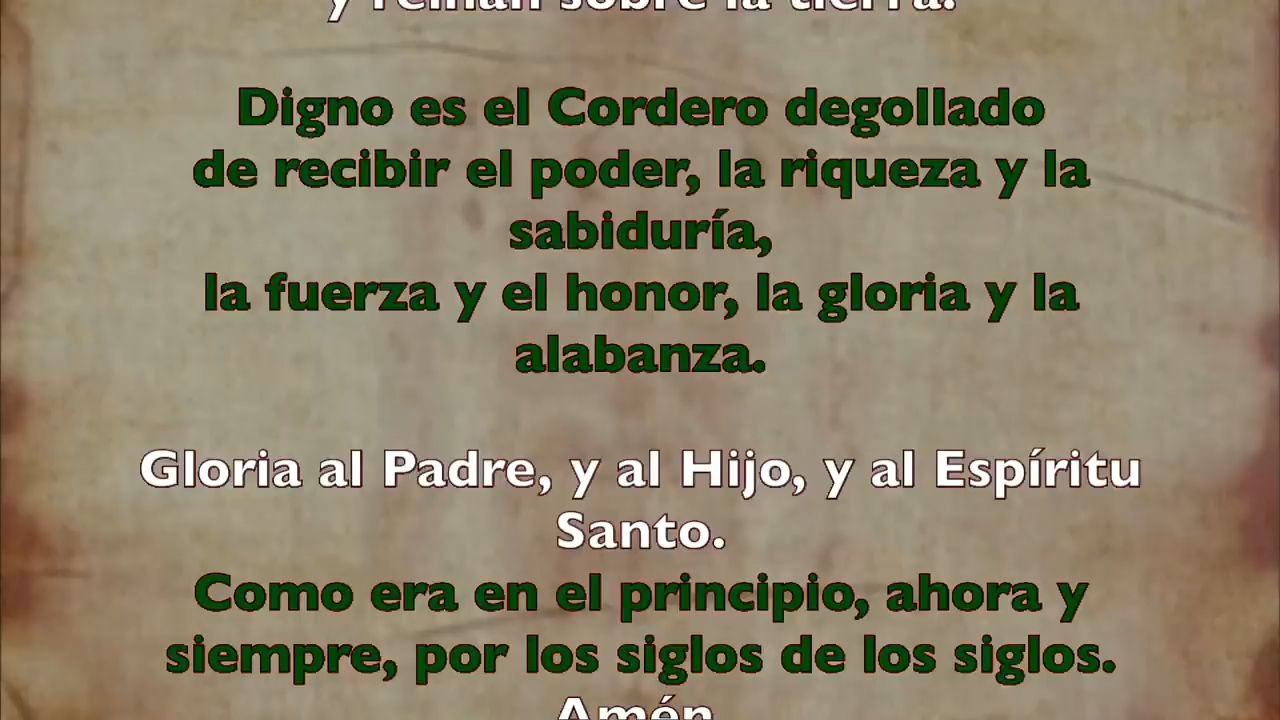 y reinan sobre la tierra.
Digno es el Cordero degollado
de recibir el poder, la riqueza y la
sabiduría,
la fuerza y el honor, la gloria y la
alabanza.
Gloria al Padre, y al Hijo, y al Espíritu
Santo.
Como era en el principio, ahora y
siempre, por los siglos de los siglos.
Amén